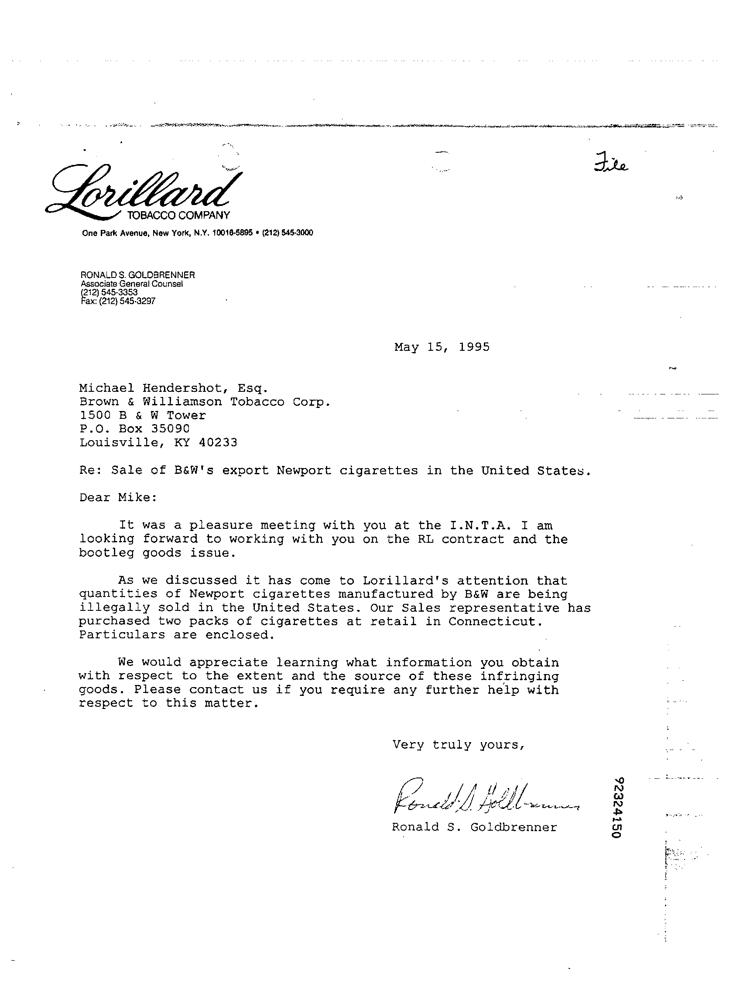 File
Lorillard
TOBACCO COMPANY
One Park Avenue, New York, N.Y. 10016-5895 • (212) 545-3000
RONALD S. GOLDBRENNER
Associate General Counsel
(212) 545-3353
Fax: (212) 545-3297
May 15, 1995
Michael Hendershot, Esq.
Brown & Williamson Tobacco Corp.
1500 B & W Tower
P.O. Box 35090
Louisville, KY 40233
Re: Sale of B&W's export Newport cigarettes in the United States.
Dear Mike:
It was a pleasure meeting with you at the I.N.T.A. I am
looking forward to working with you on the RL contract and the
bootleg goods issue.
As we discussed it has come to Lorillard's attention that
quantities of Newport cigarettes manufactured by B&W are being
illegally sold in the United States. Our Sales representative has
purchased two packs of cigarettes at retail in Connecticut.
Particulars are enclosed.
We would appreciate learning what information you obtain
with respect to the extent and the source of these infringing
goods. Please contact us if you require any further help with
respect to this matter.
Very truly yours,
Ronald S. Goldbrenner
Ronald S. Goldbrenner
92324150